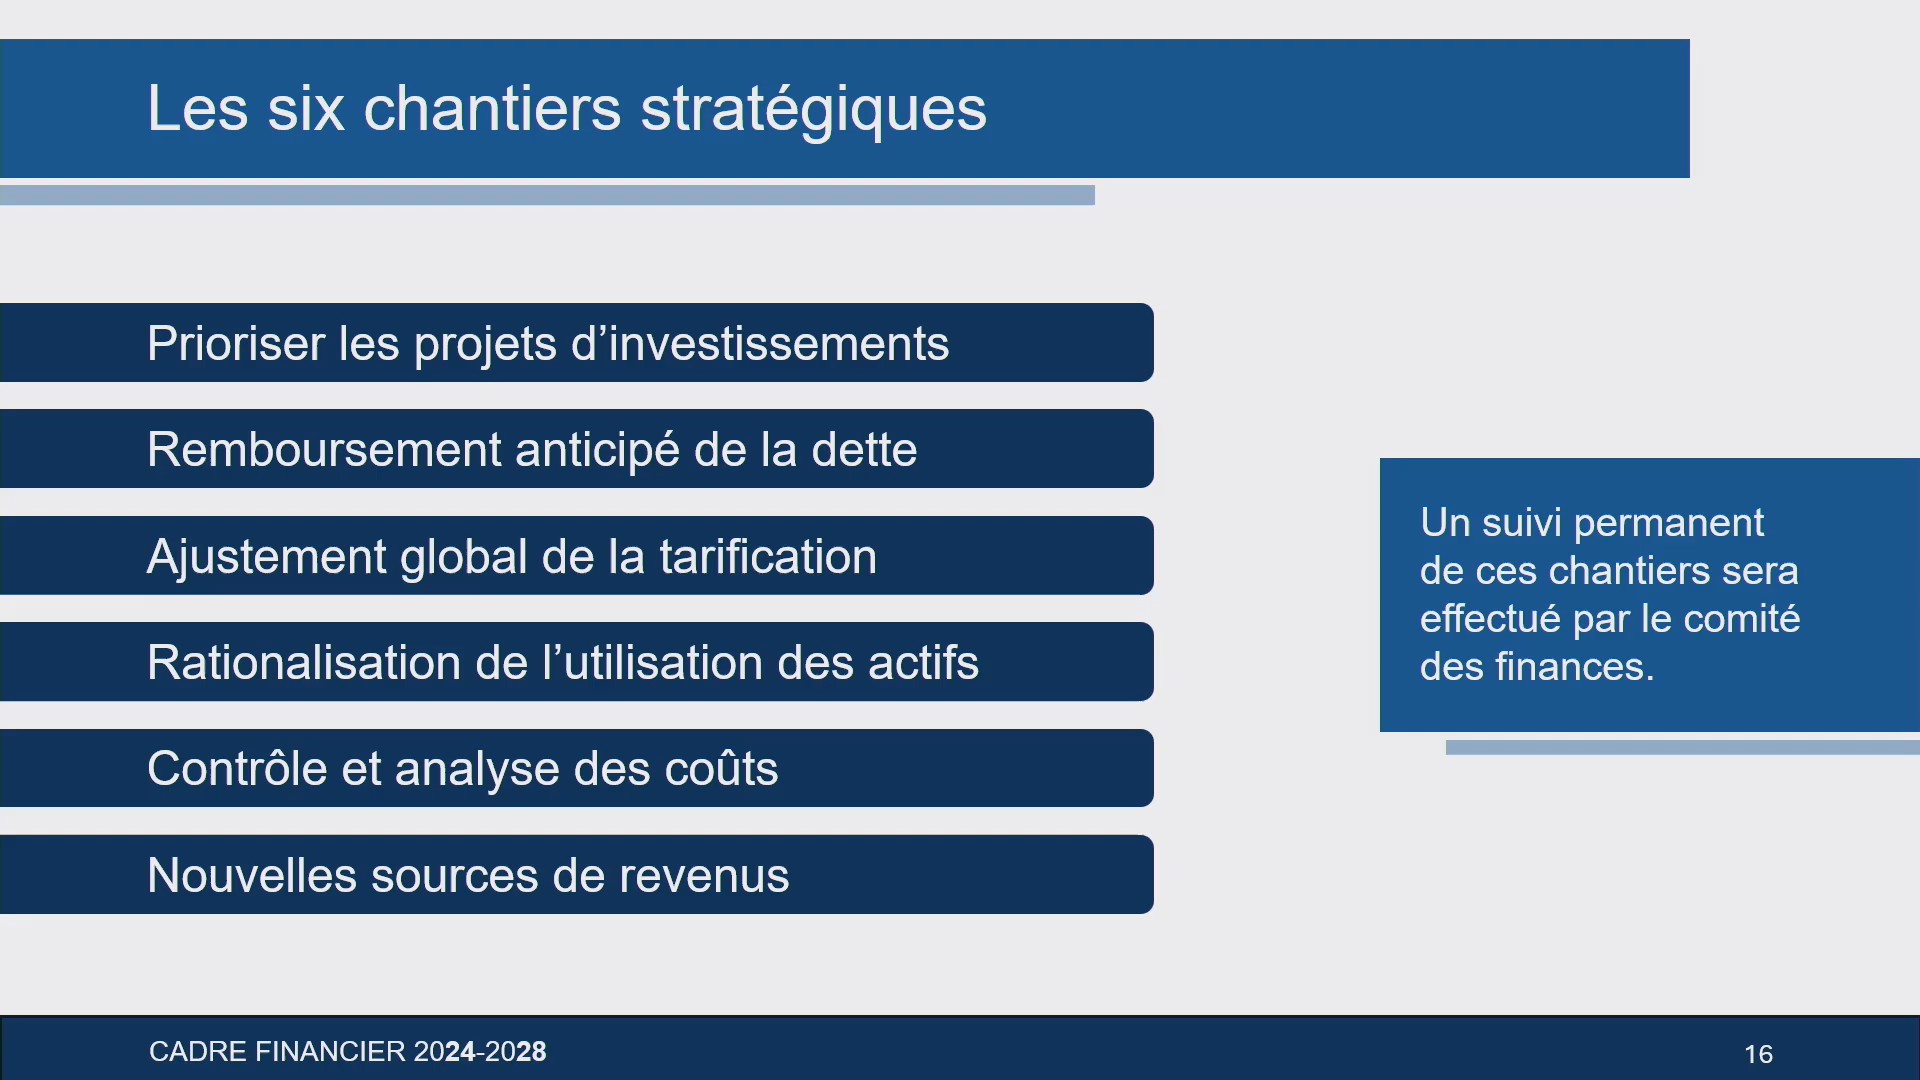 Les six chantiers stratégiques
Prioriser les projets d’investissements
Remboursement anticipé de la dette
Ajustement global de la tarification
Rationalisation de l’utilisation des actifs
Contrôle et analyse des coûts
Nouvelles sources de revenus
Un suivi permanent
de ces chantiers sera
effectué par le comité
des finances.
CADRE FINANCIER 2024-2028
16